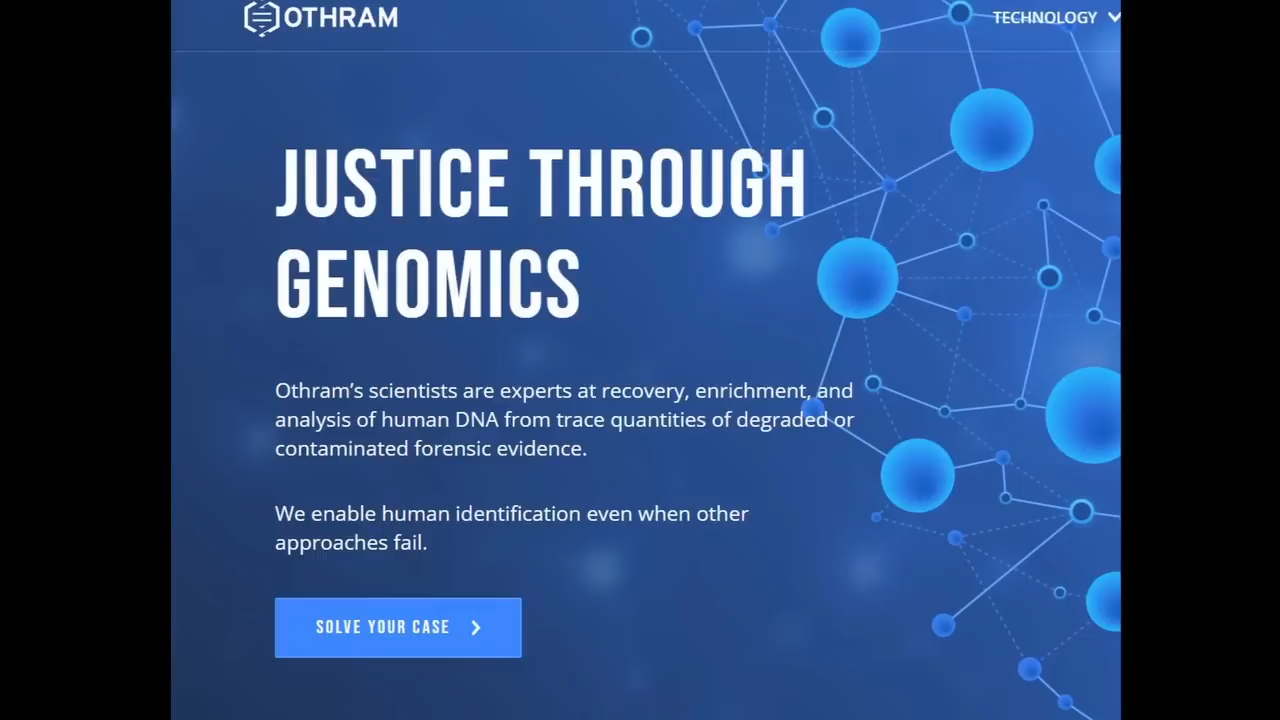 OTHRAM
TECHNOLOGY
JUSTICE THROUGH
GENOMICS
Othram’s scientists are experts at recovery, enrichment, and
analysis of human DNA from trace quantities of degraded or
contaminated forensic evidence.
We enable human identification even when other
approaches fail.
SOLVE YOUR CASE